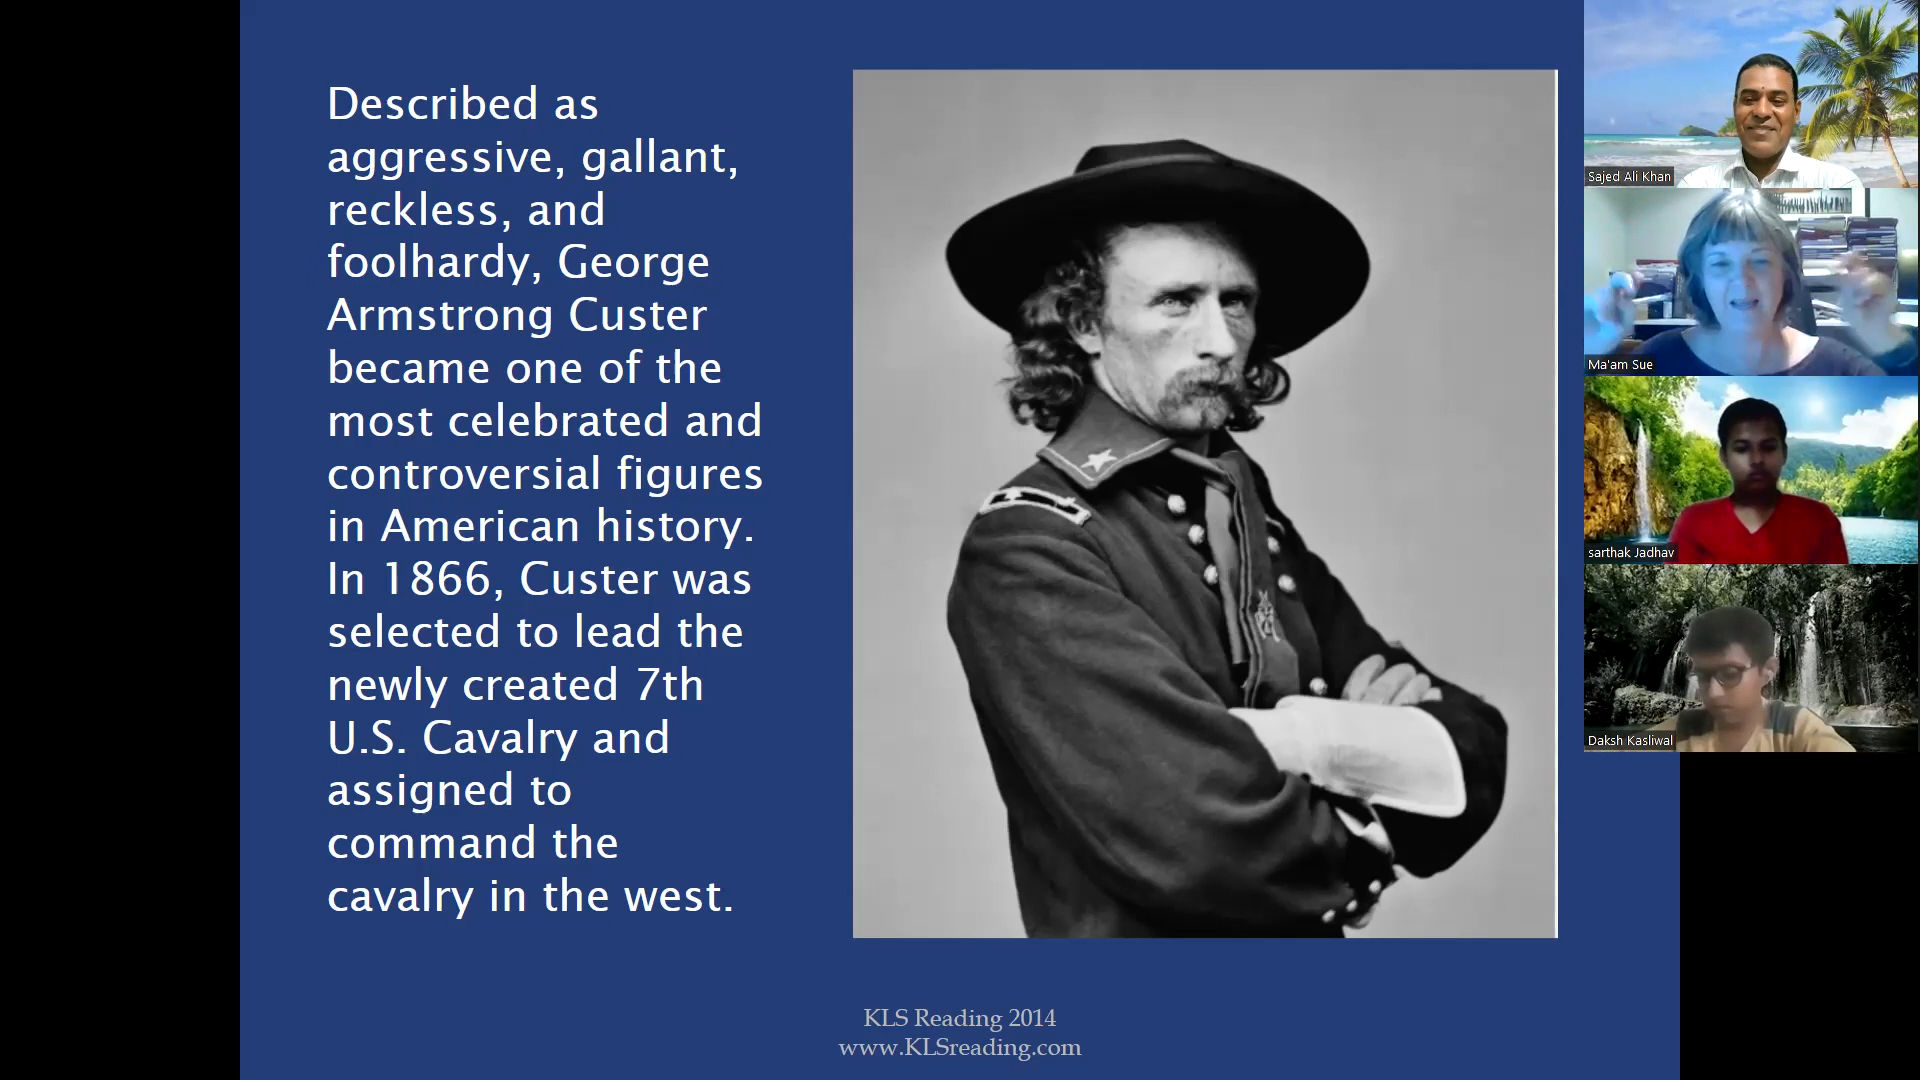 Described as
aggressive, gallant,
reckless, and
foolhardy, George
Armstrong Custer
became one of the
most celebrated and
controversial figures
in American history.
In 1866, Custer was
selected to lead the
newly created 7th
U.S. Cavalry and
assigned to
command the
cavalry in the west.
KLS Reading 2014
www.KLSreading.com
Sajed Ali Khan
Ma'am Sue
sarthak Jadhav
Daksh Kasliwal